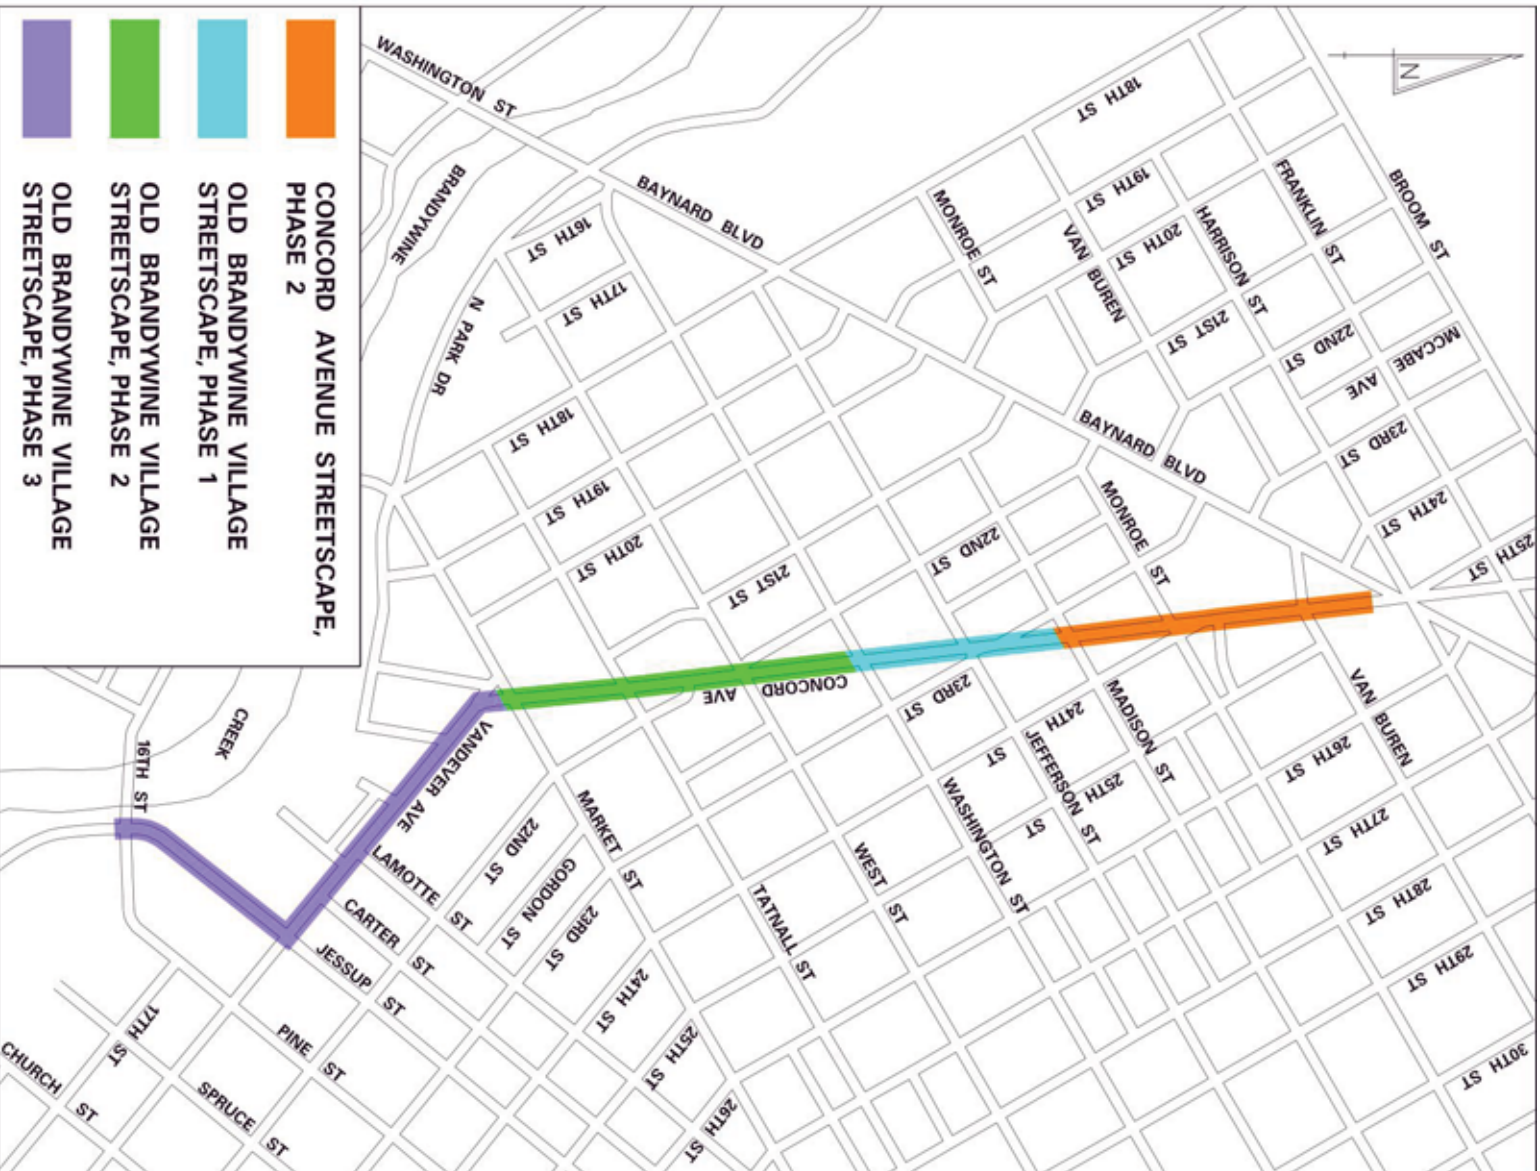 CONCORD AVENUE STREETSCAPE,
PHASE 2
OLD BRANDYWINE VILLAGE
STREETSCAPE, PHASE 1
OLD BRANDYWINE VILLAGE
STREETSCAPE, PHASE 2
OLD BRANDYWINE VILLAGE
STREETSCAPE, PHASE 3
N
WASHINGTON ST
BRANDYWINE
BAYNARD BLVD
16TH ST
17TH ST
N PARK DR
18TH ST
19TH ST
20TH ST
21ST ST
22ND ST
MONROE ST
VAN BUREN
18TH ST
19TH ST
20TH ST
21ST ST
HARRISON ST
FRANKLIN ST
BROOM ST
22ND ST
MCCABE AVE
23RD ST
24TH ST
25TH ST
BAYNARD BLVD
MONROE ST
CONCORD AVE
23RD ST
24TH ST
25TH ST
MADISON ST
JEFFERSON ST
WASHINGTON ST
VAN BUREN
26TH ST
27TH ST
28TH ST
29TH ST
30TH ST
WEST ST
TATNALL ST
MARKET ST
VANDEVER AVE
LAMOTTE ST
CARTER ST
JESSUP ST
22ND ST
GORDON ST
23RD ST
24TH ST
25TH ST
26TH ST
CREEK
16TH ST
PINE ST
17TH ST
SPRUCE ST
CHURCH ST